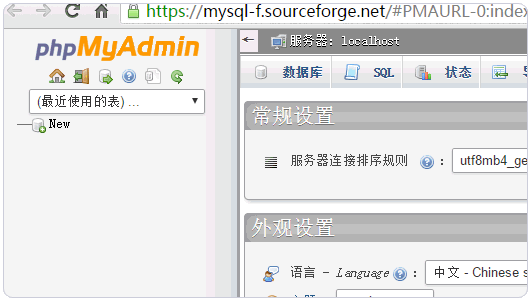 https://mysql-f.sourceforge.net/#PMAURL-0:index
phpMyAdmin
(最近使用的表) ...
New
服务器: localhost
数据库 SQL 状态
常规设置
服务器连接排序规则 : utf8mb4_ge
外观设置
语言 - Language : 中文 - Chinese s